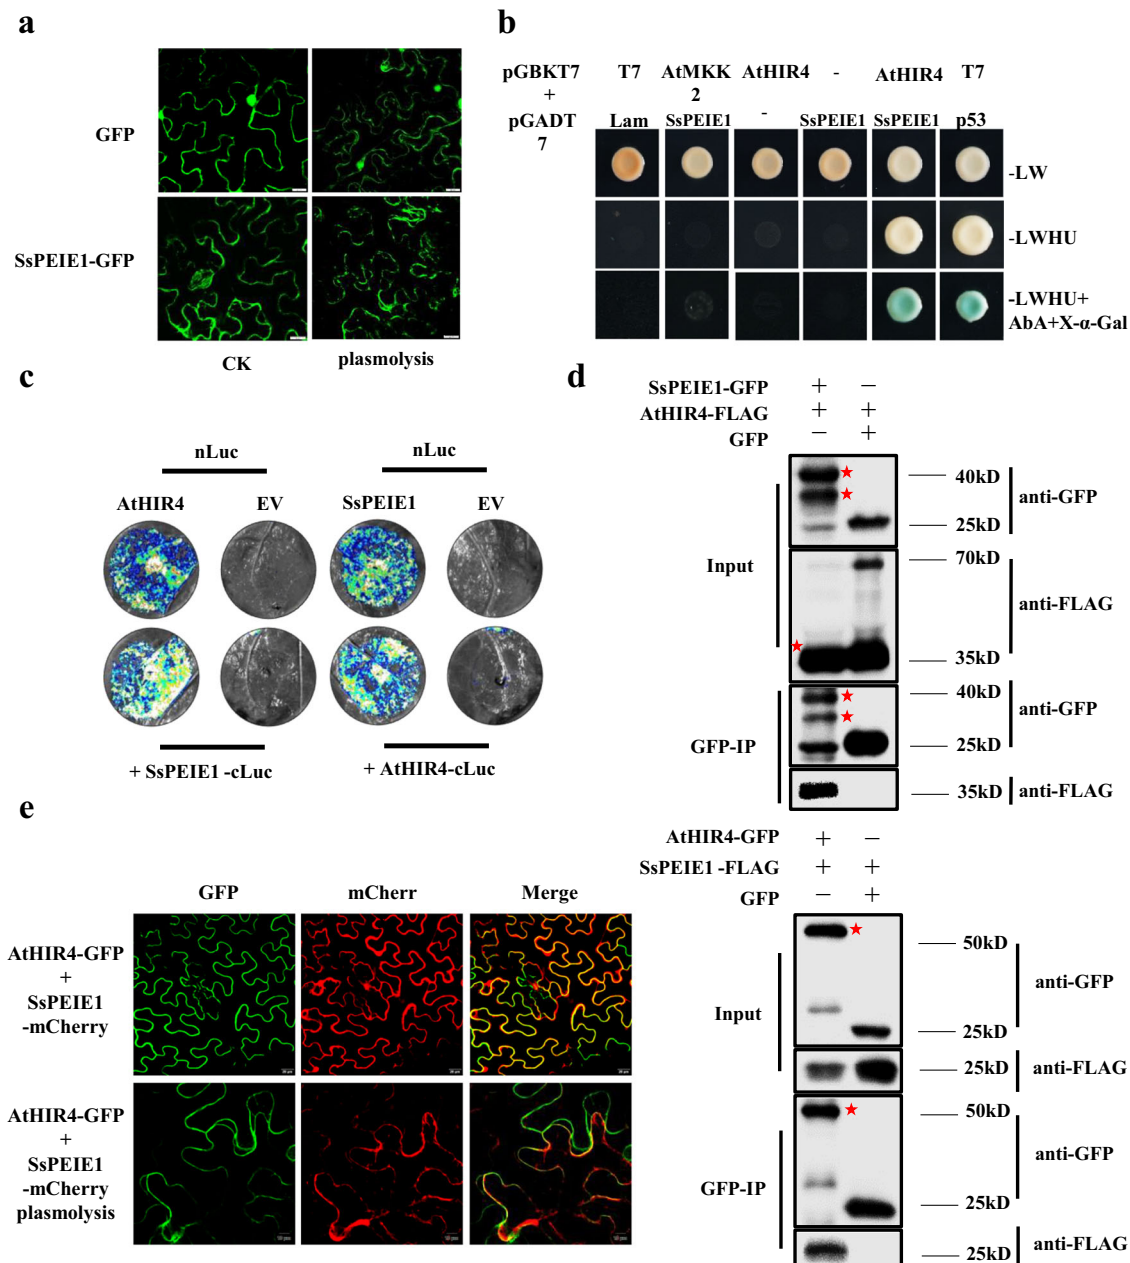 a
GFP
SsPEIE1-GFP
CK
plasmolysis
b
pGBKT7
+
pGADT
7
T7
AtMKK
2
AtHIR4
-
AtHIR4
T7
Lam
SsPEIE1
-
SsPEIE1
SsPEIE1
p53
-LW
-LWHU
-LWHU+
AbA+X-α-Gal
c
nLuc
nLuc
AtHIR4
EV
SsPEIE1
EV
+ SsPEIE1 -cLuc
+ AtHIR4-cLuc
d
SsPEIE1-GFP + −
AtHIR4-FLAG + +
GFP − +
Input
40kD
25kD
anti-GFP
70kD
35kD
anti-FLAG
GFP-IP
40kD
25kD
anti-GFP
35kD
anti-FLAG
AtHIR4-GFP + −
SsPEIE1 -FLAG + +
GFP − +
Input
50kD
25kD
anti-GFP
25kD
anti-FLAG
GFP-IP
50kD
25kD
anti-GFP
25kD
anti-FLAG
e
GFP
mCherr
Merge
AtHIR4-GFP
+
SsPEIE1
-mCherry
AtHIR4-GFP
+
SsPEIE1
-mCherry
plasmolysis